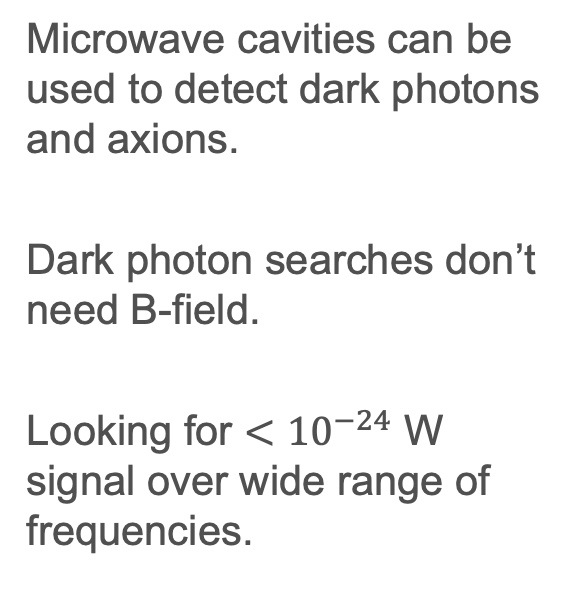 Microwave cavities can be
used to detect dark photons
and axions.
Dark photon searches don’t
need B-field.
Looking for < 10⁻²⁴ W
signal over wide range of
frequencies.